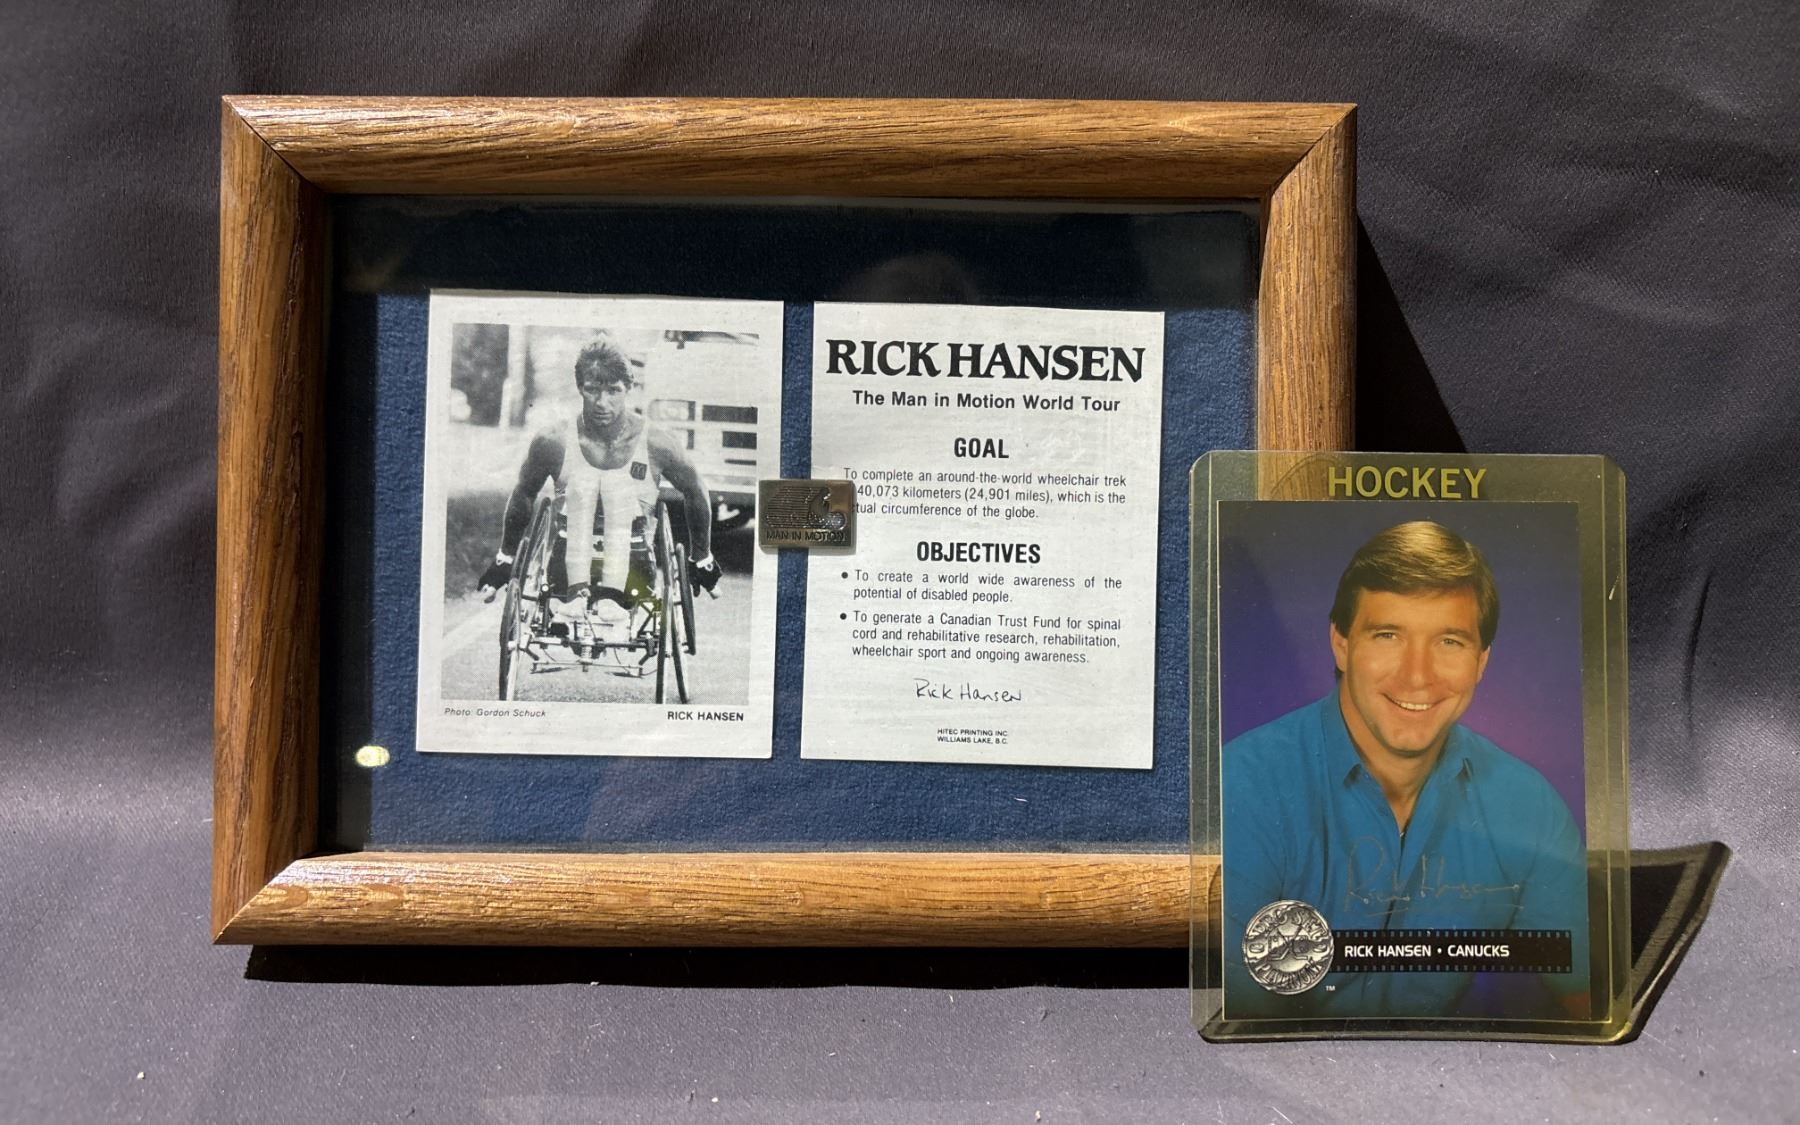 Photo: Gordon Schuck
RICK HANSEN
MAN IN MOTION
RICK HANSEN
The Man in Motion World Tour
GOAL
To complete an around-the-world wheelchair trek
40,073 kilometers (24,901 miles), which is the
circumference of the globe.
OBJECTIVES
• To create a world wide awareness of the
potential of disabled people.
• To generate a Canadian Trust Fund for spinal
cord and rehabilitative research, rehabilitation,
wheelchair sport and ongoing awareness.
Rick Hansen
HITEC PRINTING INC.
WILLIAMS LAKE, B.C.
HOCKEY
Rick Hansen
RICK HANSEN • CANUCKS
TM